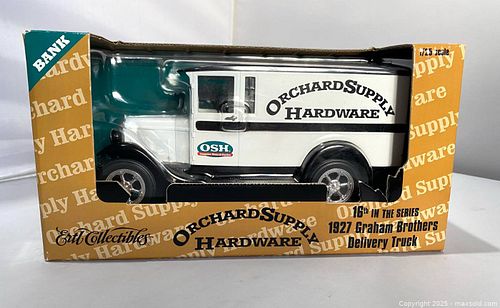 BANK
1/25 scale
ORCHARD SUPPLY
HARDWARE
OSH
Ertl Collectibles
ORCHARD SUPPLY
HARDWARE
16th IN THE SERIES
1927 Graham Brothers
Delivery Truck
Copyright 2025 - maxsold.com